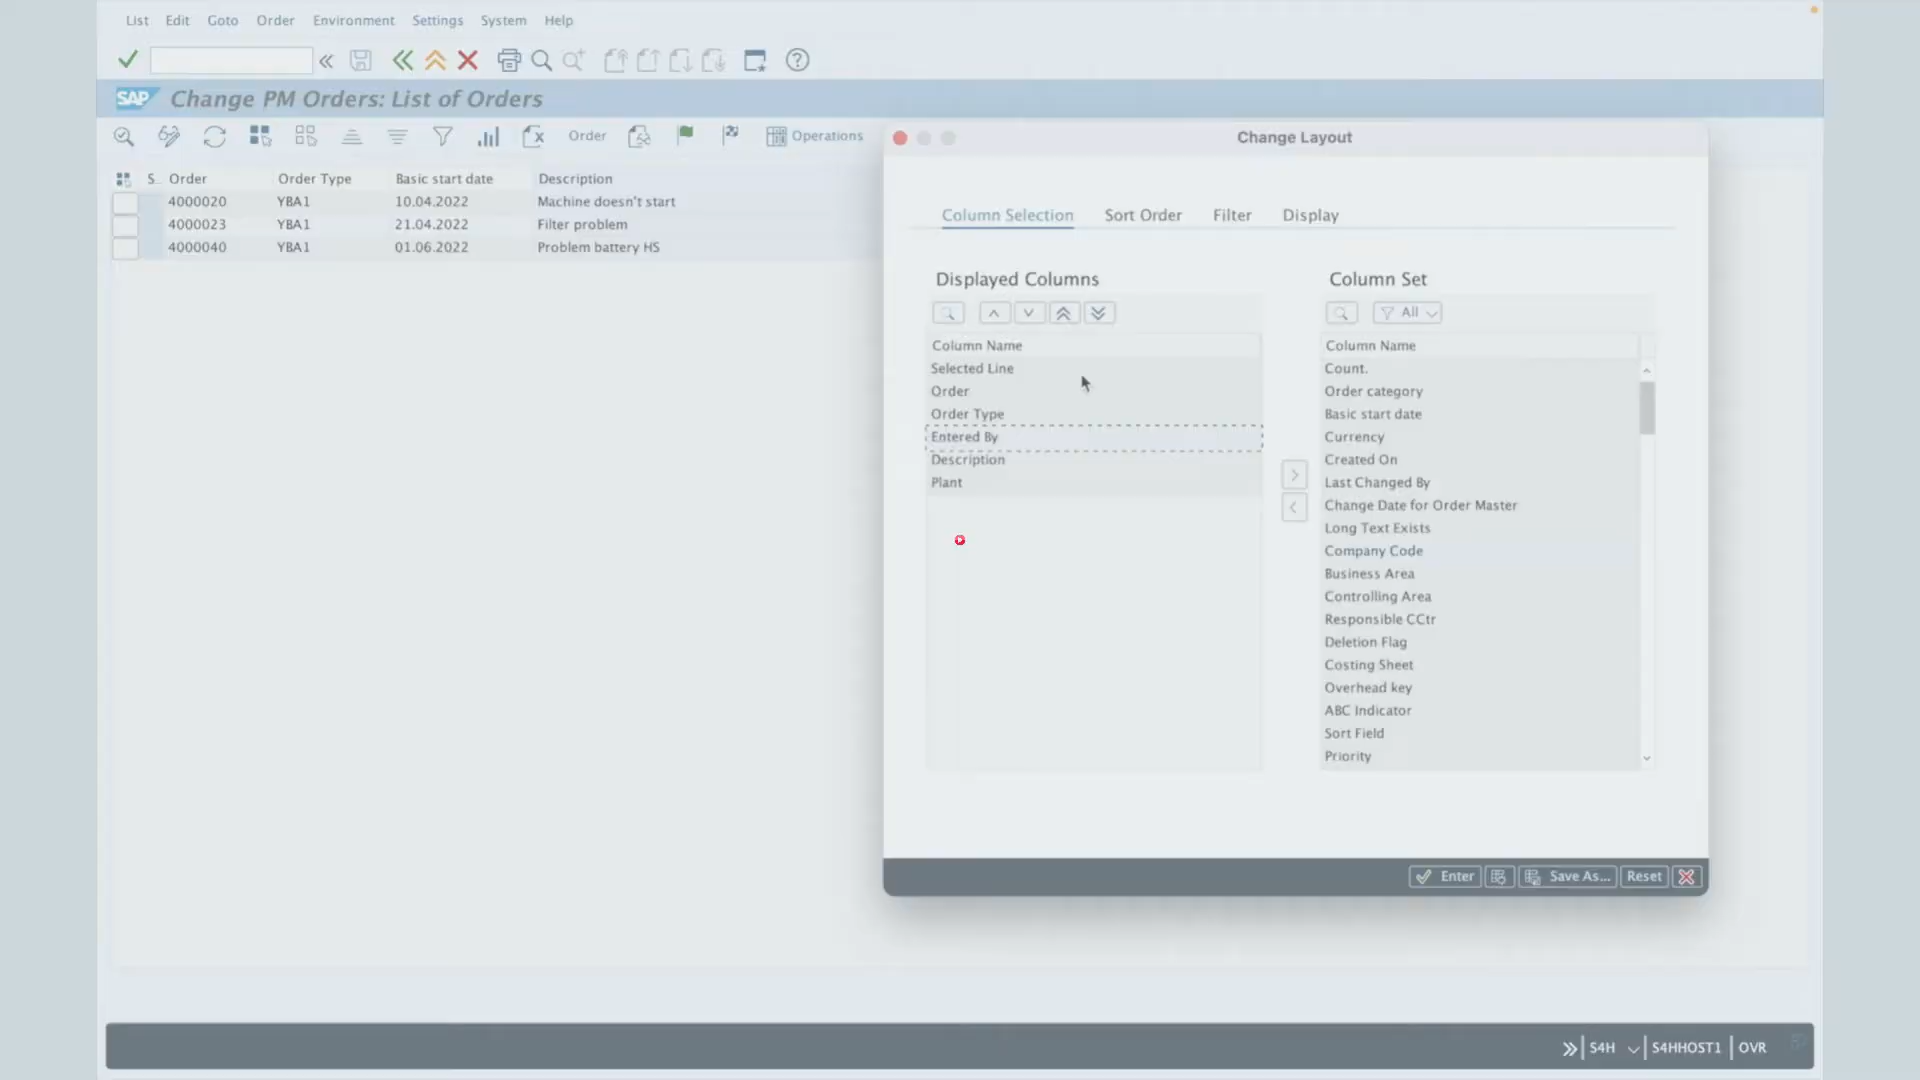 List Edit Goto Order Environment Settings System Help
SAP Change PM Orders: List of Orders
Order Operations
S.. Order Order Type Basic start date Description
4000020 YBA1 10.04.2022 Machine doesn't start
4000023 YBA1 21.04.2022 Filter problem
4000040 YBA1 01.06.2022 Problem battery HS
Change Layout
Column Selection Sort Order Filter Display
Displayed Columns
Column Name
Selected Line
Order
Order Type
Entered By
Description
Plant
Column Set
All
Column Name
Count.
Order category
Basic start date
Currency
Created On
Last Changed By
Change Date for Order Master
Long Text Exists
Company Code
Business Area
Controlling Area
Responsible CCtr
Deletion Flag
Costing Sheet
Overhead key
ABC Indicator
Sort Field
Priority
Enter Save As... Reset
S4H S4HHOST1 OVR